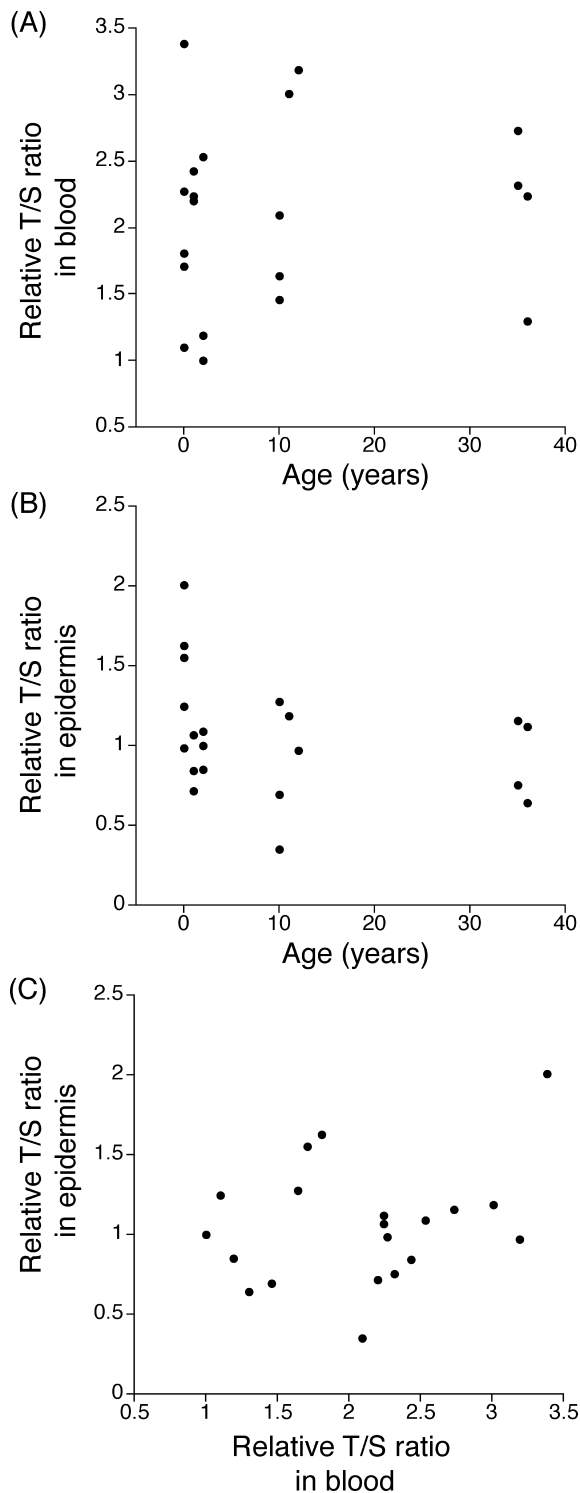 (A)
3.5
3
2.5
2
1.5
1
0.5
Relative T/S ratio
in blood
0 10 20 30 40
Age (years)
(B)
2.5
2
1.5
1
0.5
0
Relative T/S ratio
in epidermis
0 10 20 30 40
Age (years)
(C)
2.5
2
1.5
1
0.5
0
Relative T/S ratio
in epidermis
0.5 1 1.5 2 2.5 3 3.5
Relative T/S ratio
in blood